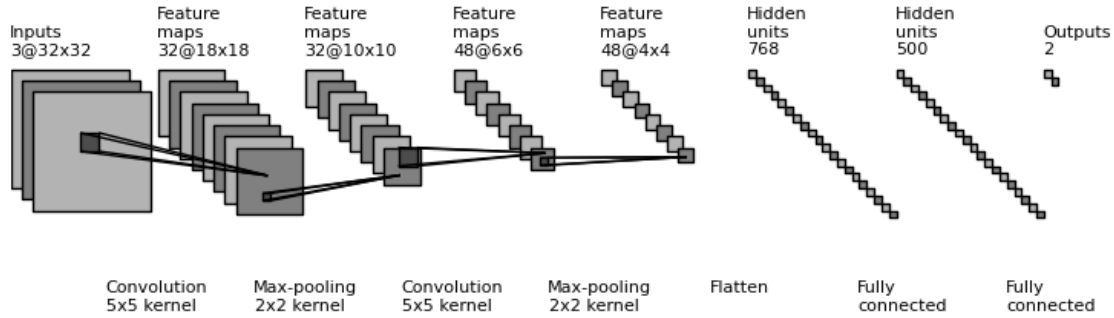 Inputs
3@32x32
Feature
maps
32@18x18
Feature
maps
32@10x10
Feature
maps
48@6x6
Feature
maps
48@4x4
Hidden
units
768
Hidden
units
500
Outputs
2
Convolution
5x5 kernel
Max-pooling
2x2 kernel
Convolution
5x5 kernel
Max-pooling
2x2 kernel
Flatten
Fully
connected
Fully
connected